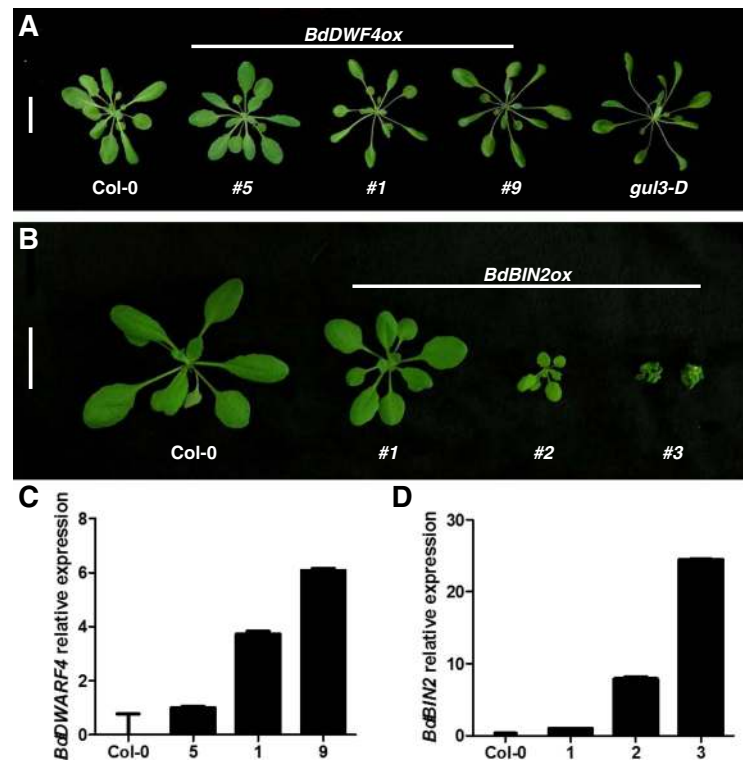 A
BdDWF4ox
Col-0 #5 #1 #9 gul3-D
B
BdBIN2ox
Col-0 #1 #2 #3
C
BdDWARF4 relative expression
8
6
4
2
0
Col-0 5 1 9
D
BdBIN2 relative expression
30
20
10
0
Col-0 1 2 3